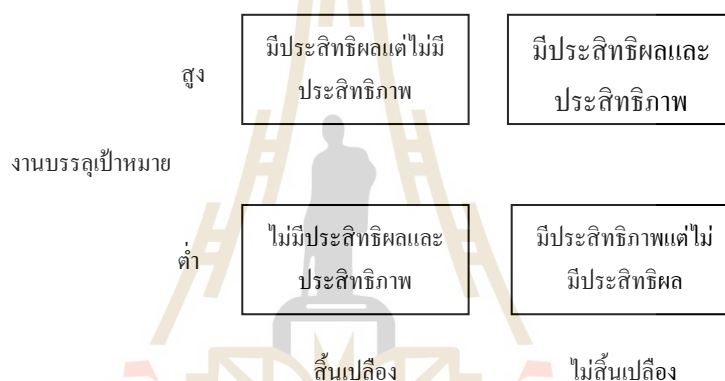 มีประสิทธิผลแต่ไม่มี
ประสิทธิภาพ
มีประสิทธิผลและ
ประสิทธิภาพ
สูง
งานบรรลุเป้าหมาย
ไม่มีประสิทธิผลและ
ประสิทธิภาพ
มีประสิทธิภาพแต่ไม่
มีประสิทธิผล
ต่ำ
สิ้นเปลือง
ไม่สิ้นเปลือง